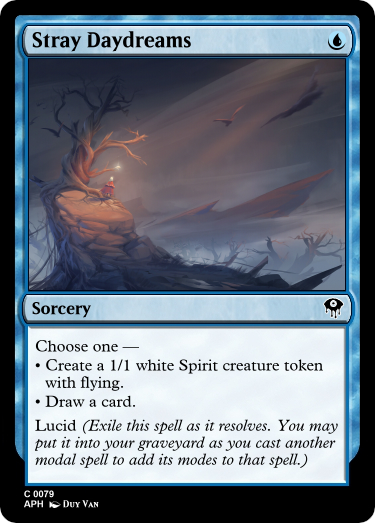 Stray Daydreams
Sorcery
Choose one —
• Create a 1/1 white Spirit creature token
with flying.
• Draw a card.
Lucid (Exile this spell as it resolves. You may
put it into your graveyard as you cast another
modal spell to add its modes to that spell.)
C 0079
APH Duy Van